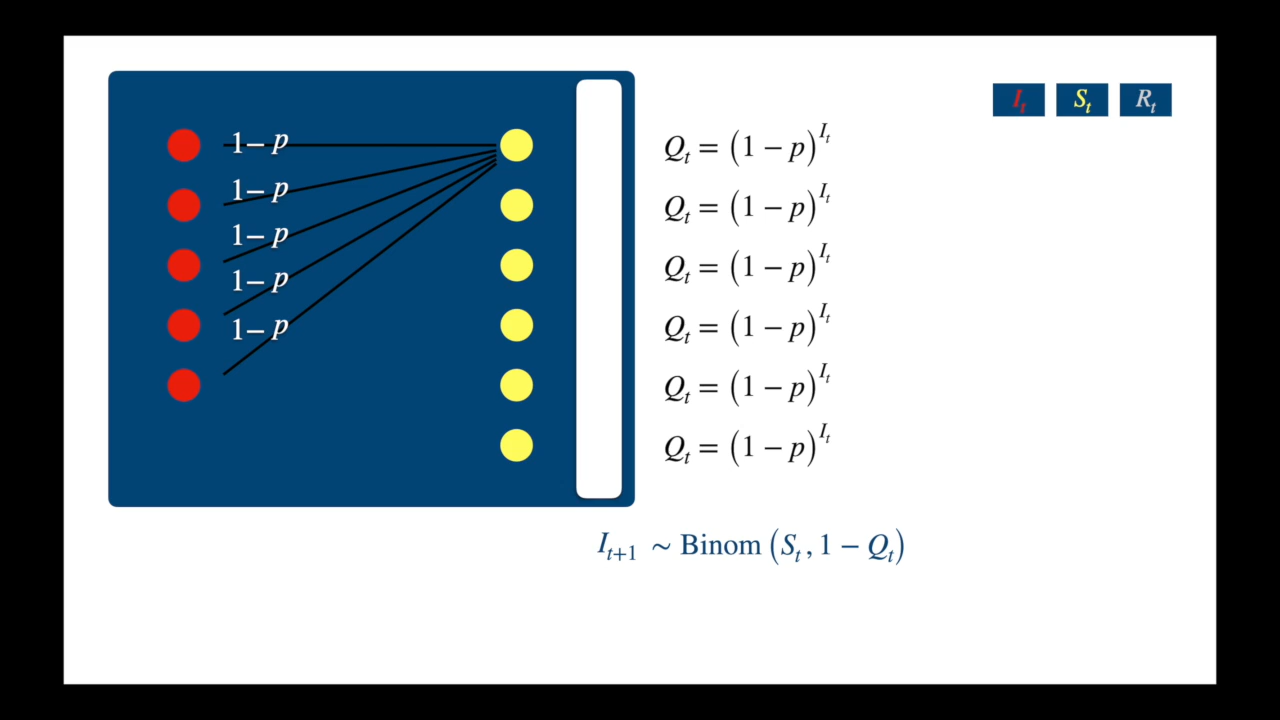 I_t S_t R_t
1− p
1− p
1− p
1− p
1− p
Q_t = (1 − p)^{I_t}
Q_t = (1 − p)^{I_t}
Q_t = (1 − p)^{I_t}
Q_t = (1 − p)^{I_t}
Q_t = (1 − p)^{I_t}
Q_t = (1 − p)^{I_t}
I_{t+1} ∼ Binom (S_t , 1 − Q_t)